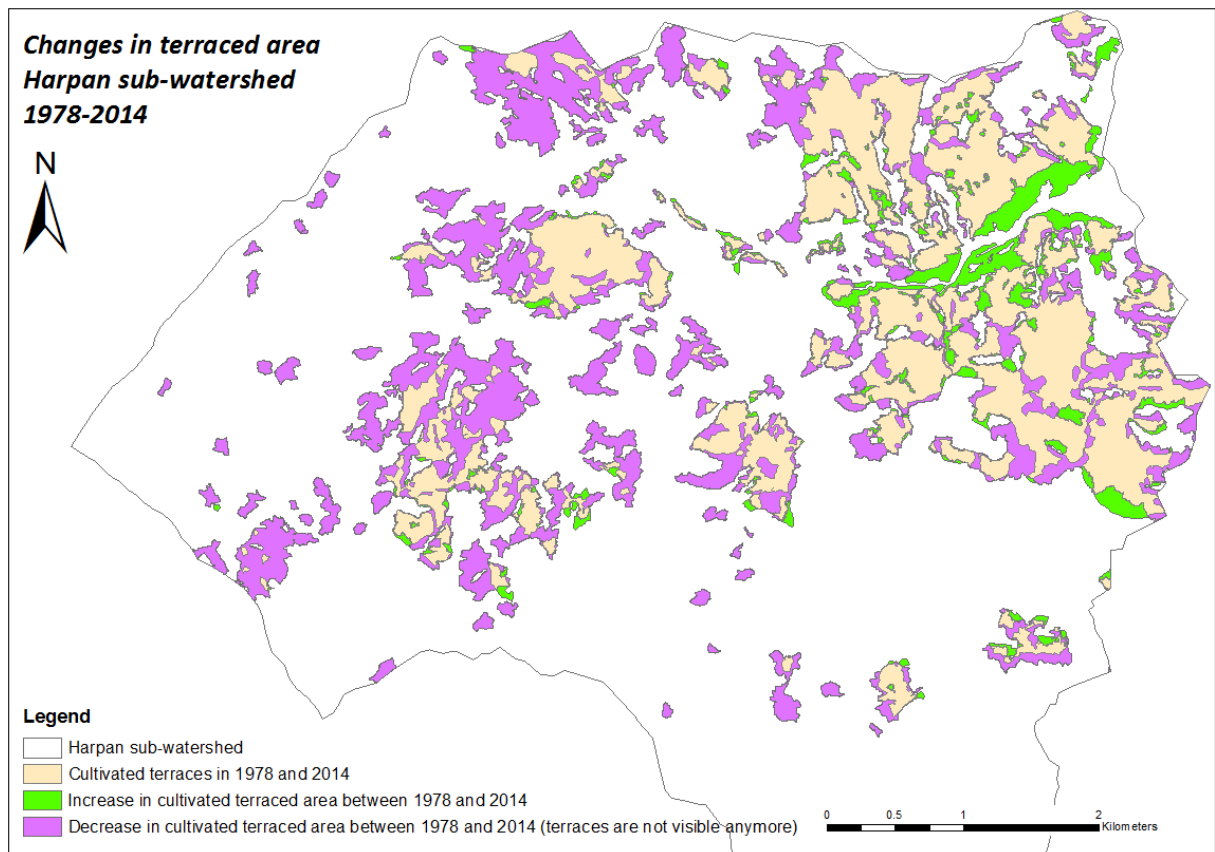 Changes in terraced area
Harpan sub-watershed
1978-2014
N
Legend
Harpan sub-watershed
Cultivated terraces in 1978 and 2014
Increase in cultivated terraced area between 1978 and 2014
Decrease in cultivated terraced area between 1978 and 2014 (terraces are not visible anymore)
0 0.5 1 2
Kilometers